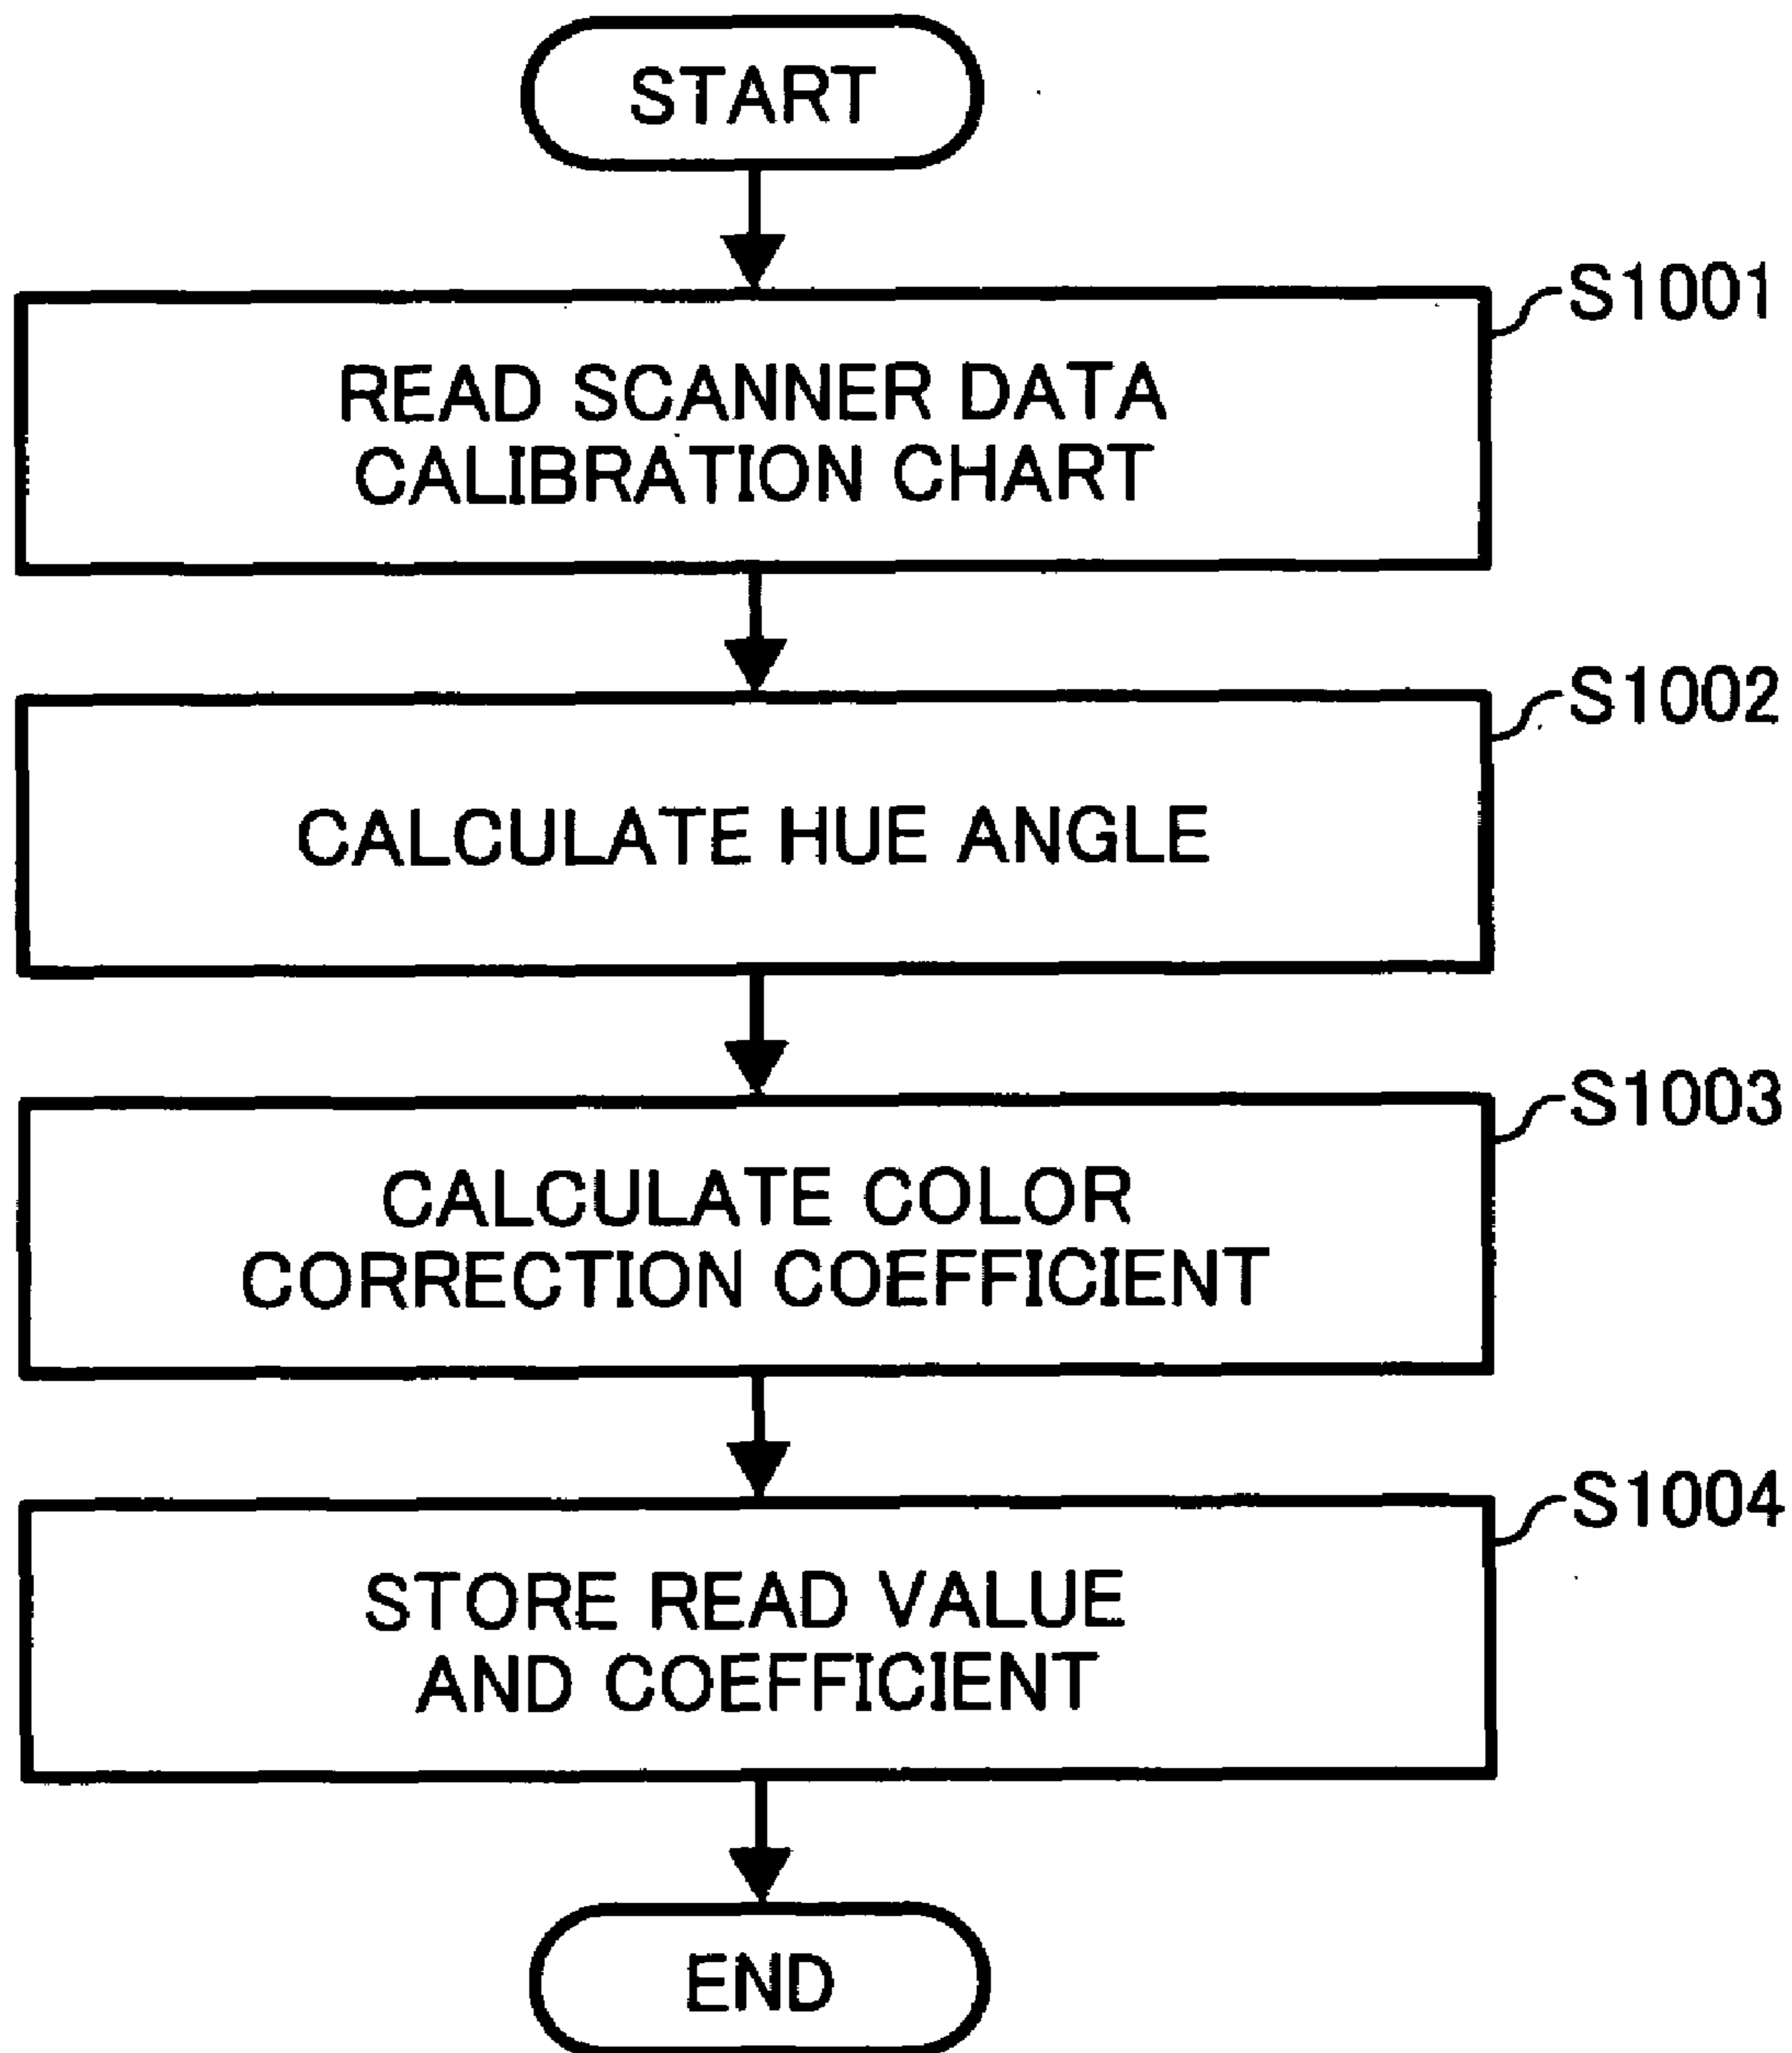 START
S1001
READ SCANNER DATA
CALIBRATION CHART
S1002
CALCULATE HUE ANGLE
S1003
CALCULATE COLOR
CORRECTION COEFFICIENT
S1004
STORE READ VALUE
AND COEFFICIENT
END